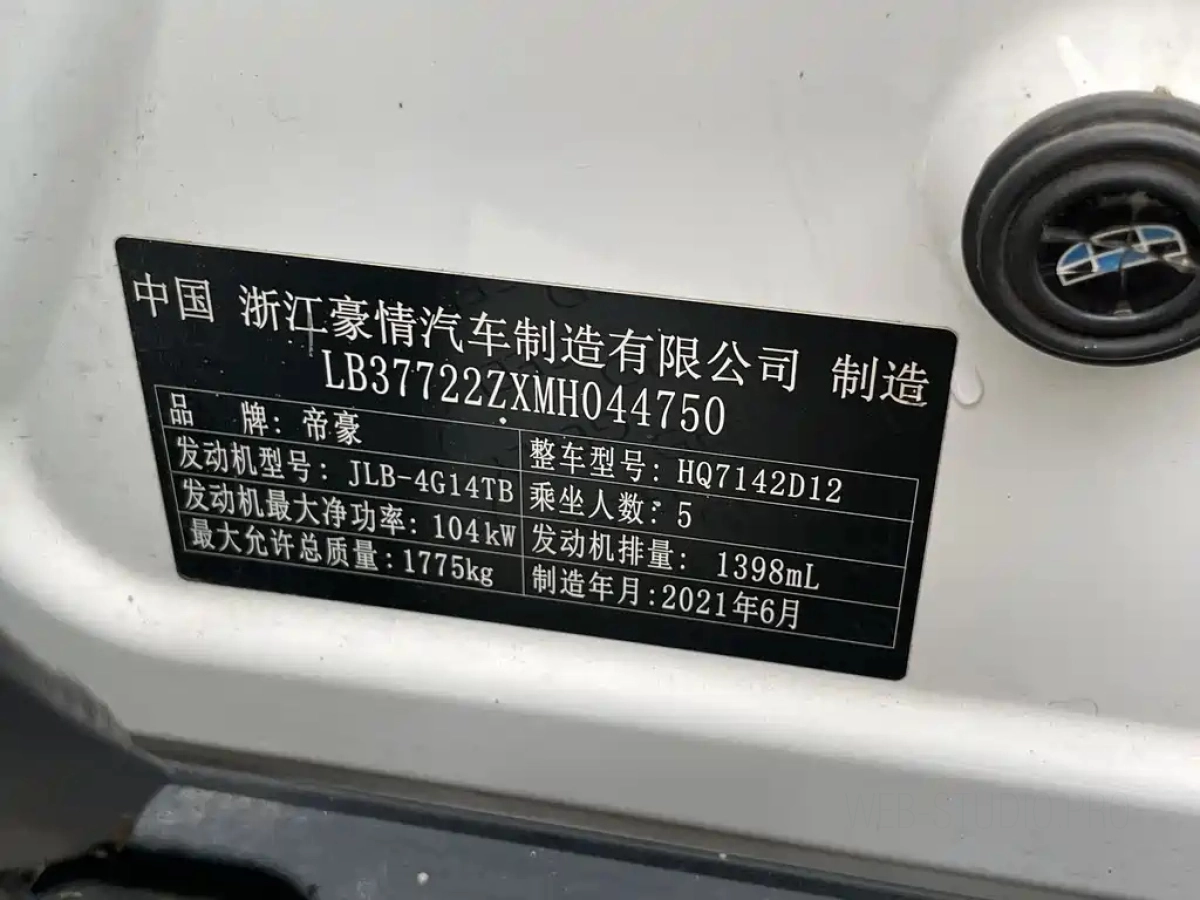 中国 浙江豪情汽车制造有限公司 制造
LB37722ZXMH044750
品 牌: 帝豪
整车型号: HQ7142D12
发动机型号: JLB-4G14TB
乘坐人数: 5
发动机最大净功率: 104kW
发动机排量: 1398mL
最大允许总质量:1775kg
制造年月:2021年6月